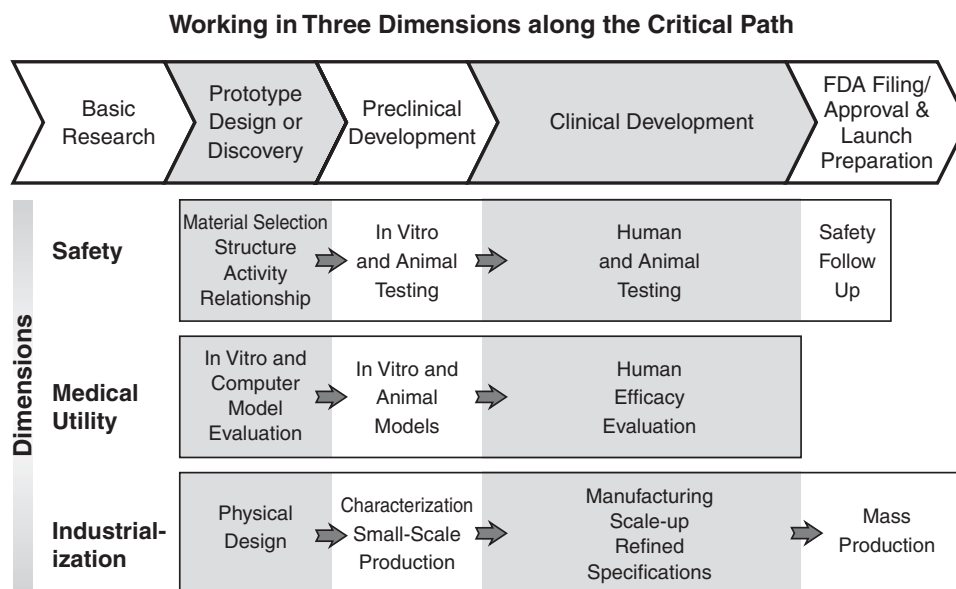 Working in Three Dimensions along the Critical Path
Basic
Research
Prototype
Design or
Discovery
Preclinical
Development
Clinical Development
FDA Filing/
Approval &
Launch
Preparation
Dimensions
Safety
Material Selection
Structure
Activity
Relationship
In Vitro
and Animal
Testing
Human
and Animal
Testing
Safety
Follow
Up
Medical
Utility
In Vitro and
Computer
Model
Evaluation
In Vitro and
Animal
Models
Human
Efficacy
Evaluation
Industrial-
ization
Physical
Design
Characterization
Small-Scale
Production
Manufacturing
Scale-up
Refined
Specifications
Mass
Production